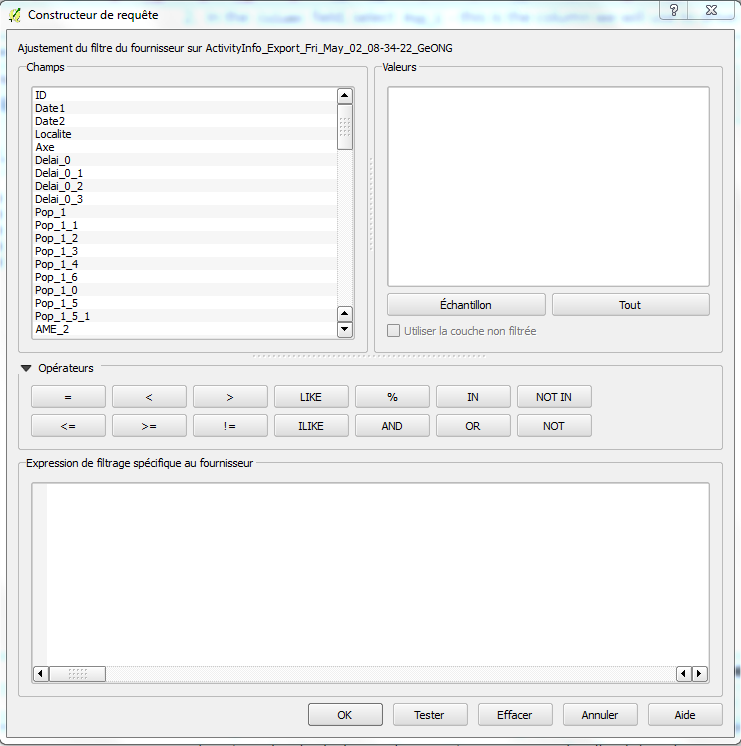 Constructeur de requête
Ajustement du filtre du fournisseur sur ActivityInfo_Export_Fri_May_02_08-34-22_GeONG
Champs
ID
Date1
Date2
Localite
Axe
Delai_0
Delai_0_1
Delai_0_2
Delai_0_3
Pop_1
Pop_1_1
Pop_1_2
Pop_1_3
Pop_1_4
Pop_1_6
Pop_1_0
Pop_1_5
Pop_1_5_1
AME_2
Valeurs
Échantillon
Tout
Utiliser la couche non filtrée
Opérateurs
= < > LIKE % IN NOT IN
<= >= != ILIKE AND OR NOT
Expression de filtrage spécifique au fournisseur
OK Tester Effacer Annuler Aide